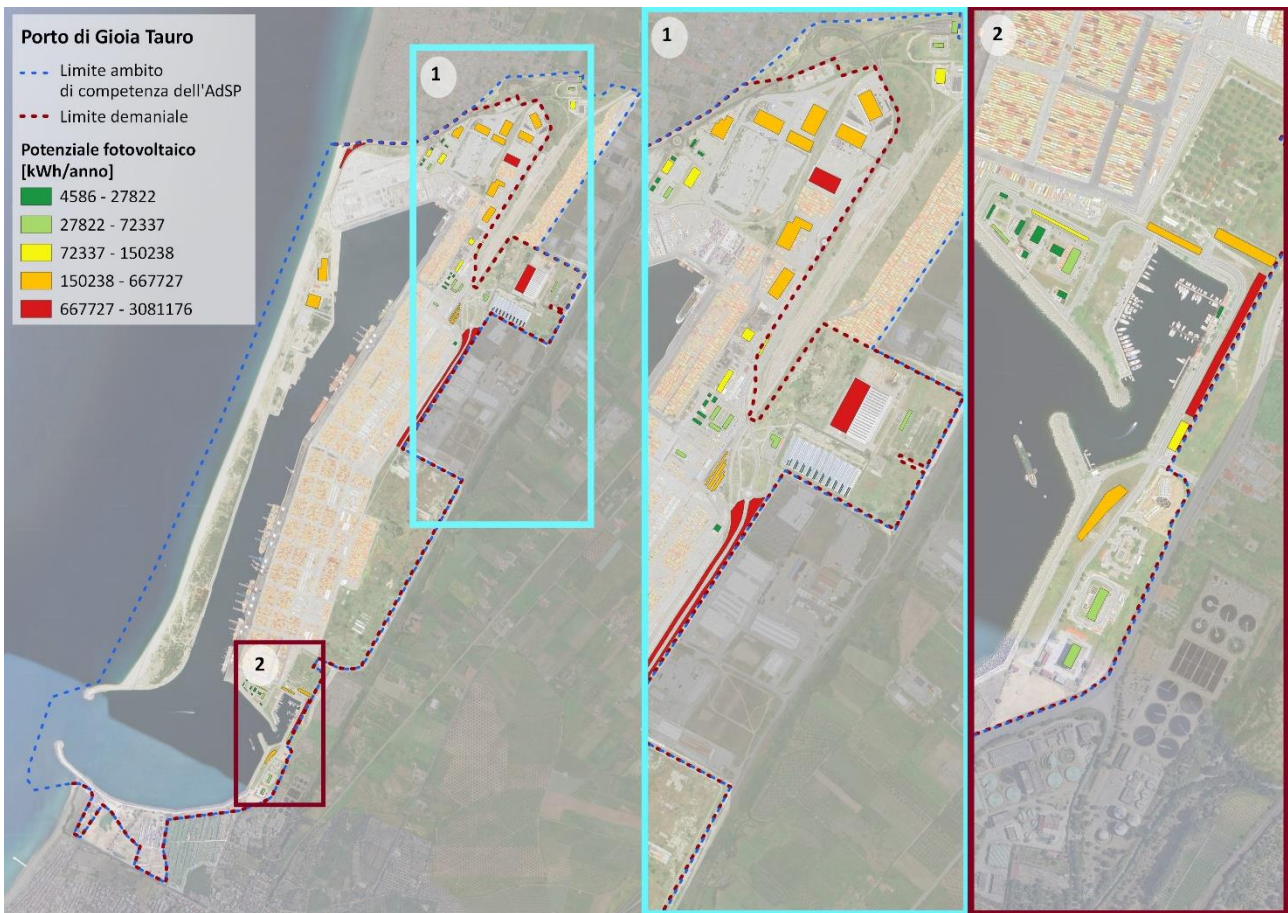 Porto di Gioia Tauro
Limite ambito
di competenza dell'AdSP
Limite demaniale
Potenziale fotovoltaico
[kWh/anno]
4586 - 27822
27822 - 72337
72337 - 150238
150238 - 667727
667727 - 3081176
1
2
1
2